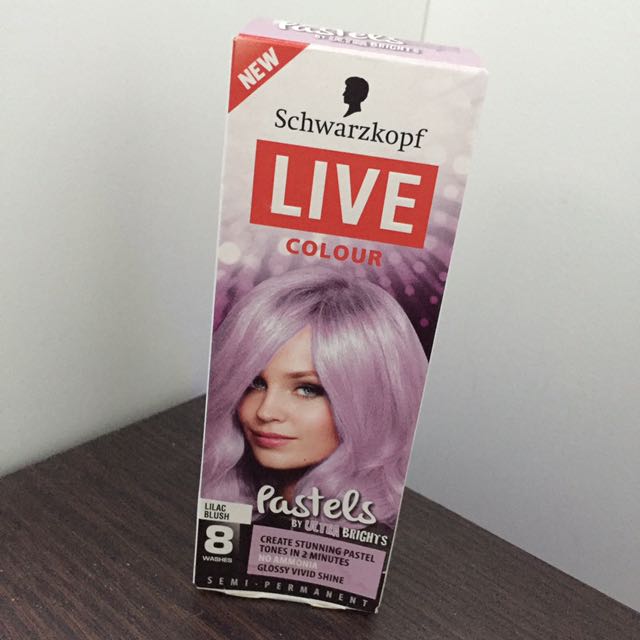 Pastels
BY ULTRA BRIGHTS
NEW
Schwarzkopf
LIVE
COLOUR
Pastels
BY ULTRA BRIGHTS
LILAC
BLUSH
8
WASHES
CREATE STUNNING PASTEL
TONES IN 2 MINUTES
NO AMMONIA
GLOSSY VIVID SHINE
SEMI-PERMANENT